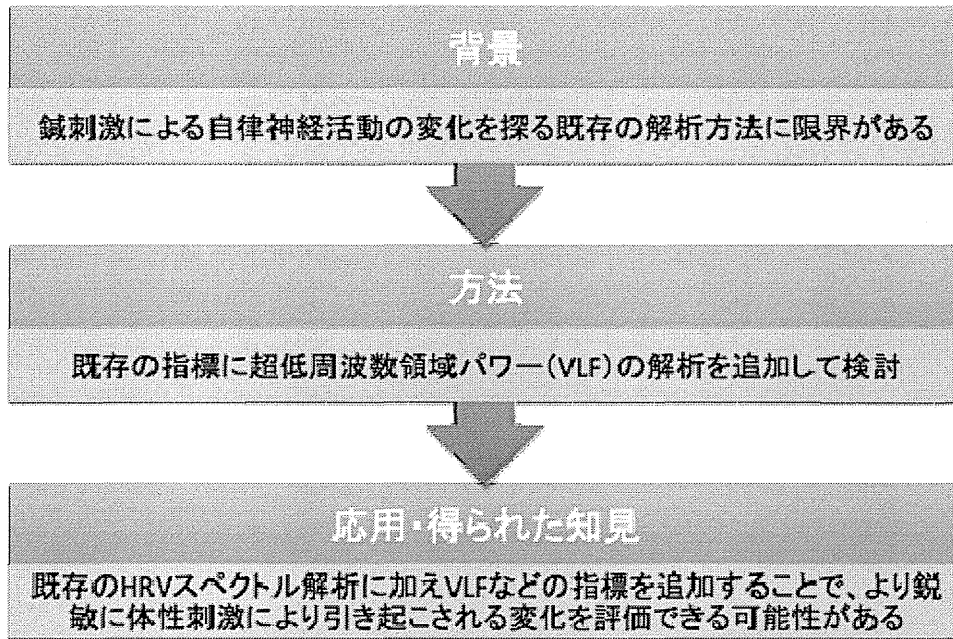 背景
鍼刺激による自律神経活動の変化を探る既存の解析方法に限界がある
方法
既存の指標に超低周波数領域パワー(VLF)の解析を追加して検討
応用・得られた知見
既存のHRVスペクトル解析に加えVLFなどの指標を追加することで、より鋭
敏に体性刺激により引き起こされる変化を評価できる可能性がある